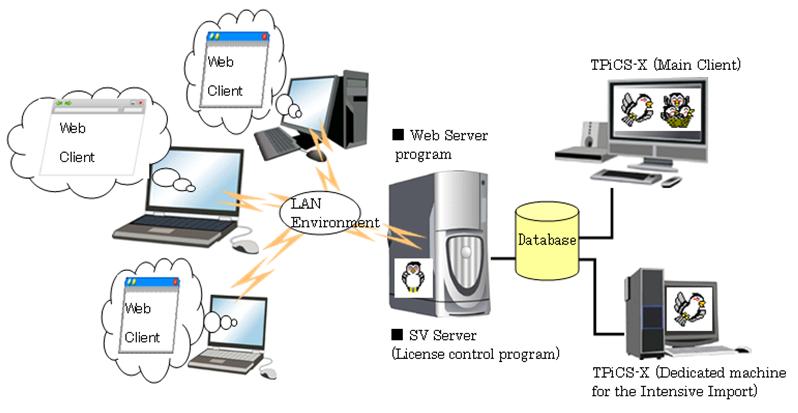 Web
Client
Web
Client
Web
Client
LAN
Environment
■ Web Server
program
■ SV Server
(License control program)
Database
TPiCS-X (Main Client)
TPiCS-X (Dedicated machine
for the Intensive Import)